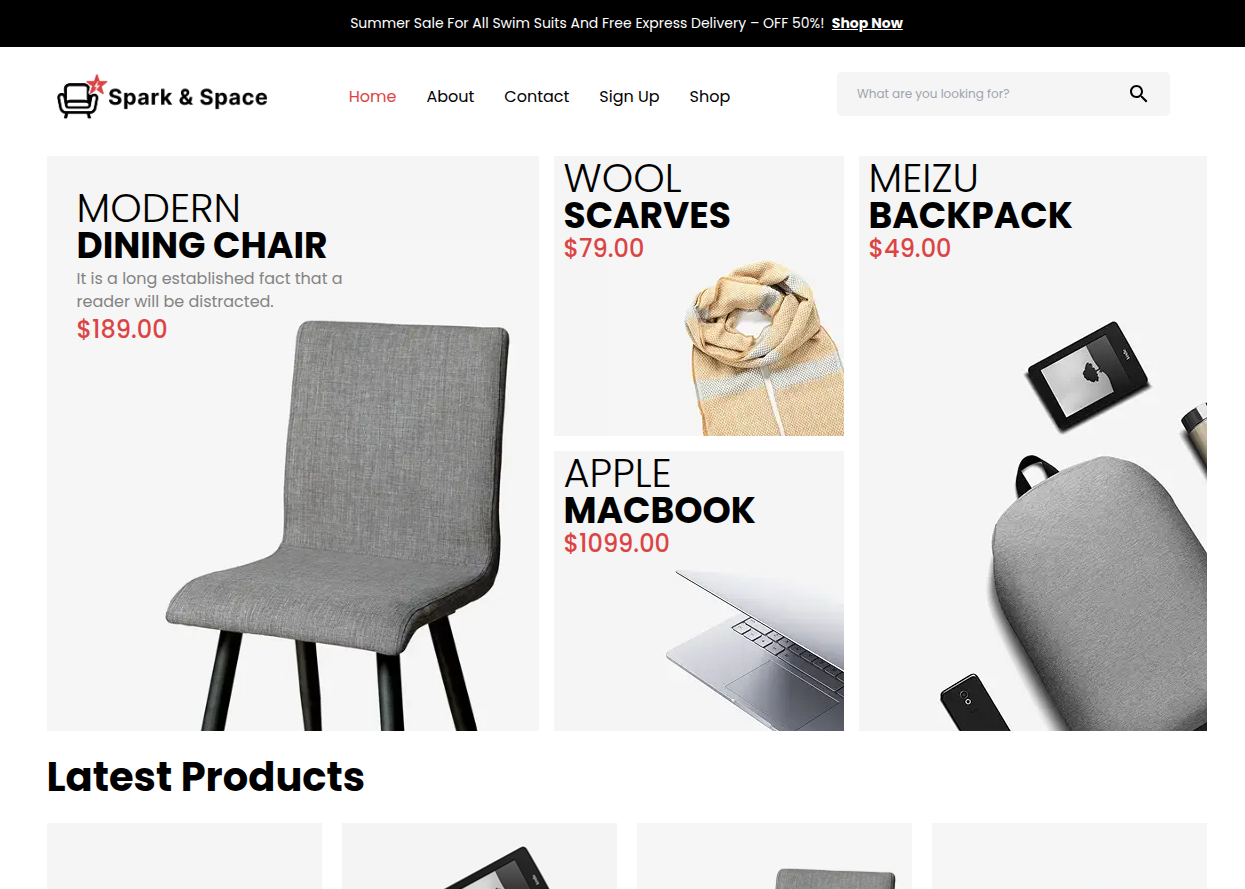 Summer Sale For All Swim Suits And Free Express Delivery – OFF 50%! Shop Now
Spark & Space
Home About Contact Sign Up Shop
What are you looking for?
MODERN
DINING CHAIR
It is a long established fact that a
reader will be distracted.
$189.00
WOOL
SCARVES
$79.00
APPLE
MACBOOK
$1099.00
MEIZU
BACKPACK
$49.00
Latest Products